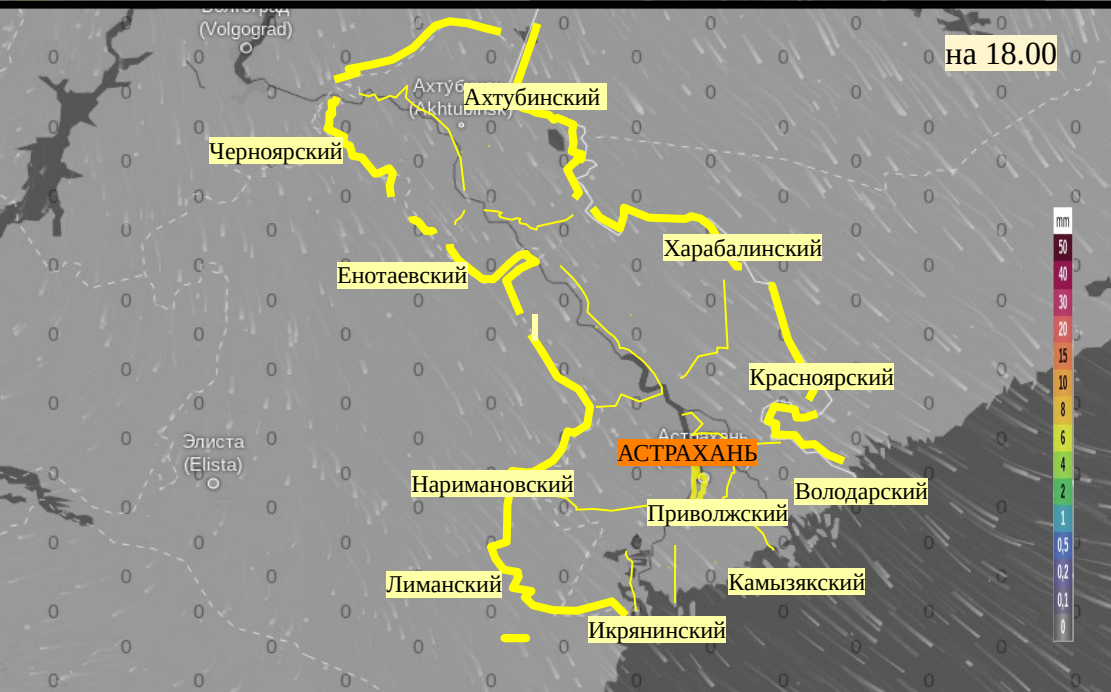 Волгоград
(Volgograd)
на 18.00
Ахтубинск
Ахтубинский
(Akhtubinsk)
Черноярский
Харабалинский
Енотаевский
Красноярский
Элиста
(Elista)
Астрахань
АСТРАХАНЬ
Наримановский
Володарский
Приволжский
Лиманский
Камызякский
Икрянинский
mm
50
40
30
20
15
10
8
6
4
2
1
0,5
0,2
0,1
0